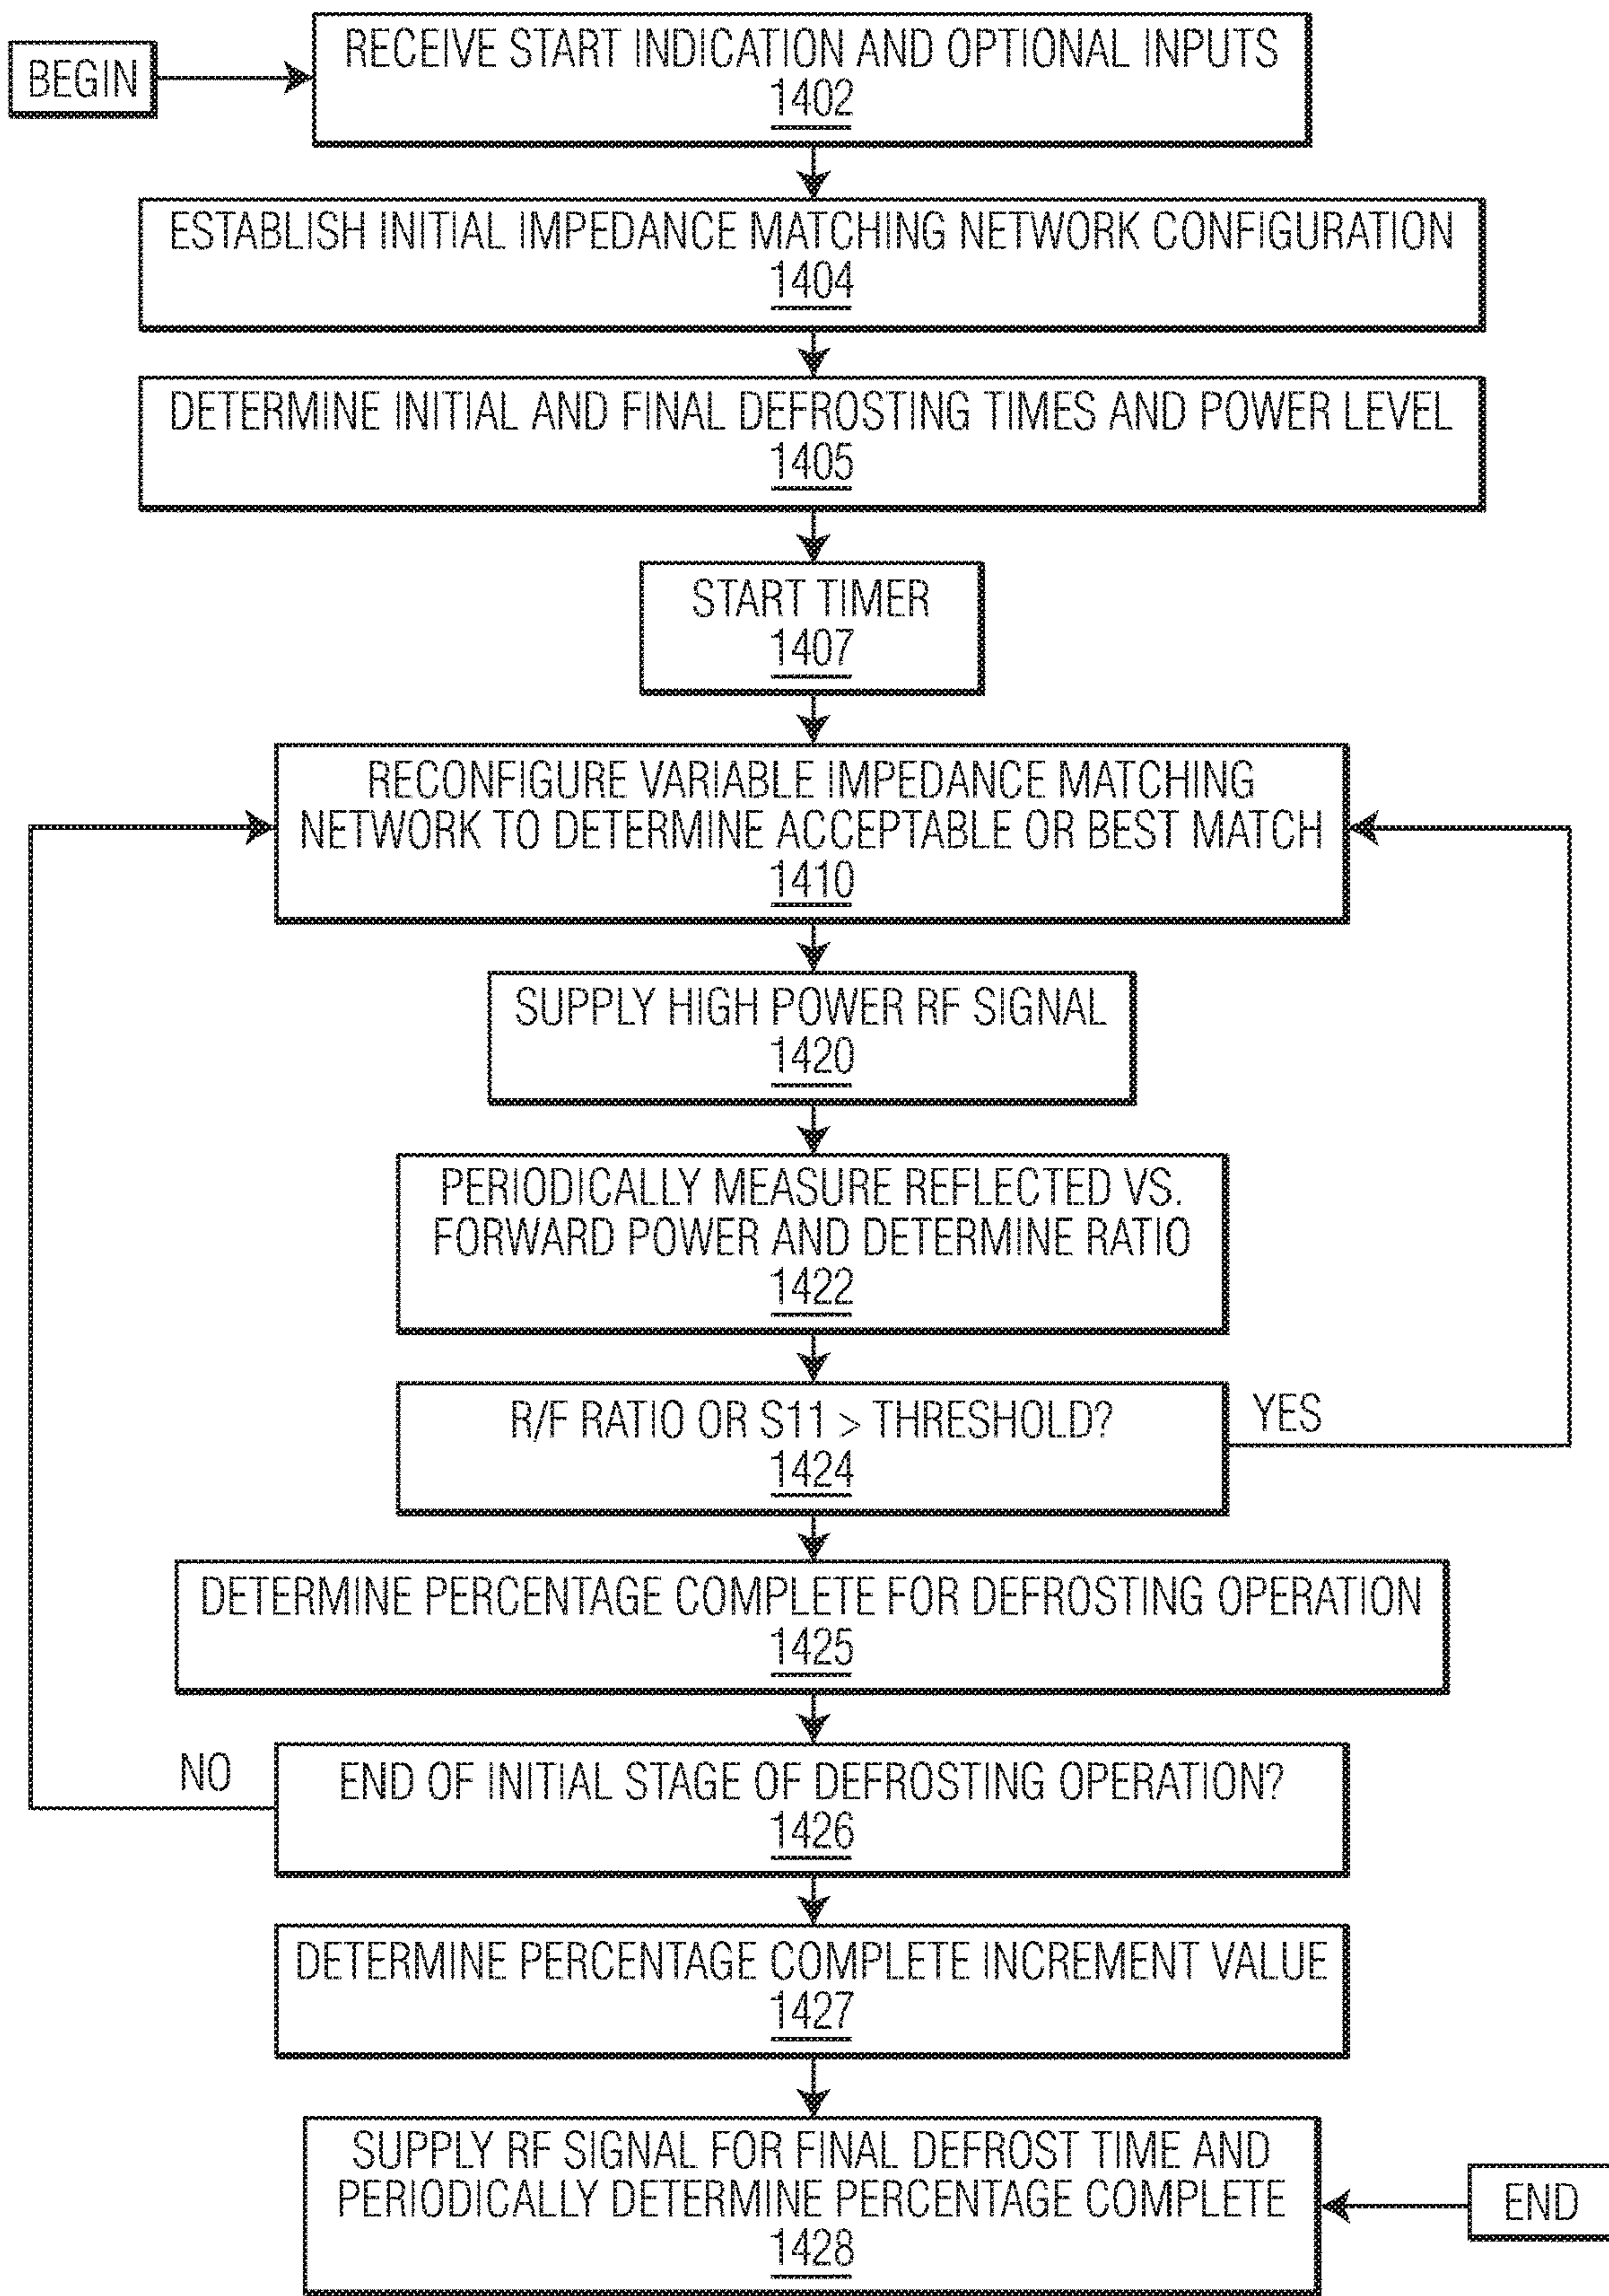 BEGIN
RECEIVE START INDICATION AND OPTIONAL INPUTS
1402
ESTABLISH INITIAL IMPEDANCE MATCHING NETWORK CONFIGURATION
1404
DETERMINE INITIAL AND FINAL DEFROSTING TIMES AND POWER LEVEL
1405
START TIMER
1407
RECONFIGURE VARIABLE IMPEDANCE MATCHING
NETWORK TO DETERMINE ACCEPTABLE OR BEST MATCH
1410
SUPPLY HIGH POWER RF SIGNAL
1420
PERIODICALLY MEASURE REFLECTED VS.
FORWARD POWER AND DETERMINE RATIO
1422
R/F RATIO OR S11 > THRESHOLD?
1424
YES
DETERMINE PERCENTAGE COMPLETE FOR DEFROSTING OPERATION
1425
NO
END OF INITIAL STAGE OF DEFROSTING OPERATION?
1426
DETERMINE PERCENTAGE COMPLETE INCREMENT VALUE
1427
SUPPLY RF SIGNAL FOR FINAL DEFROST TIME AND
PERIODICALLY DETERMINE PERCENTAGE COMPLETE
1428
END